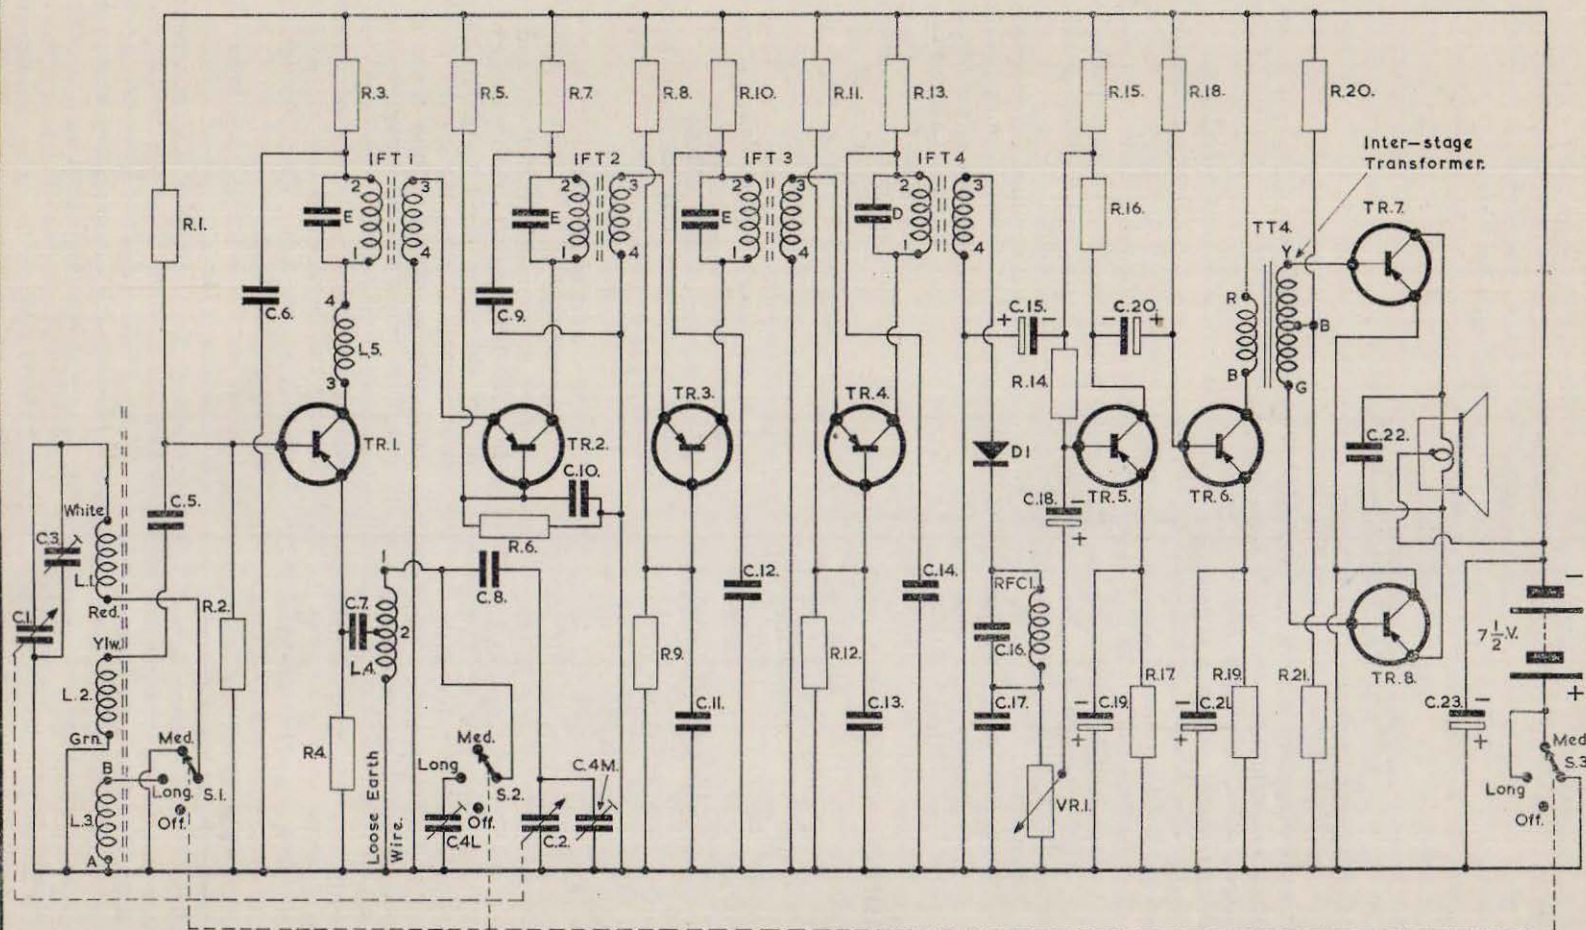 R.3.
R.5.
R.7.
R.8.
R.10.
R.11.
R.13.
R.15.
R.18.
R.20.
Inter-stage
Transformer.
IFT 1
IFT 2
IFT 3
IFT 4
2
3
2
3
2
3
2
3
R.1.
E
E
E
D
R.16.
TT4.
Y
TR.7.
1
4
1
4
1
4
1
4
C.6.
4
C.9.
+
C.15.
-
-
C.20.
+
R
B
L.5.
3
R.14.
B
G
TR.1.
TR.2.
TR.3.
TR.4.
D1
TR.5.
TR.6.
C.22.
C.10.
R.6.
White
C.5.
C.3.
L.1.
Red.
C.1.
R.2.
Ylw.
L.2.
Grn.
1
C.7.
2
L.4.
C.8.
C.12.
C.14.
C.18.
-
+
RFC1.
C.16.
-
7½.V.
+
TR.8.
R.9.
R.12.
R.17.
R.19.
R.21.
C.11.
C.13.
C.17.
-
C.19.
+
-
C.21.
+
C.23.
-
+
Med.
B
Long.
S.1.
Off.
L.3.
A
R.4.
Loose Earth
Wire.
Med.
Long
S.2.
Off.
C.4L
C.4M.
C.2.
VR.1.
Med
S.3
Long
Off.